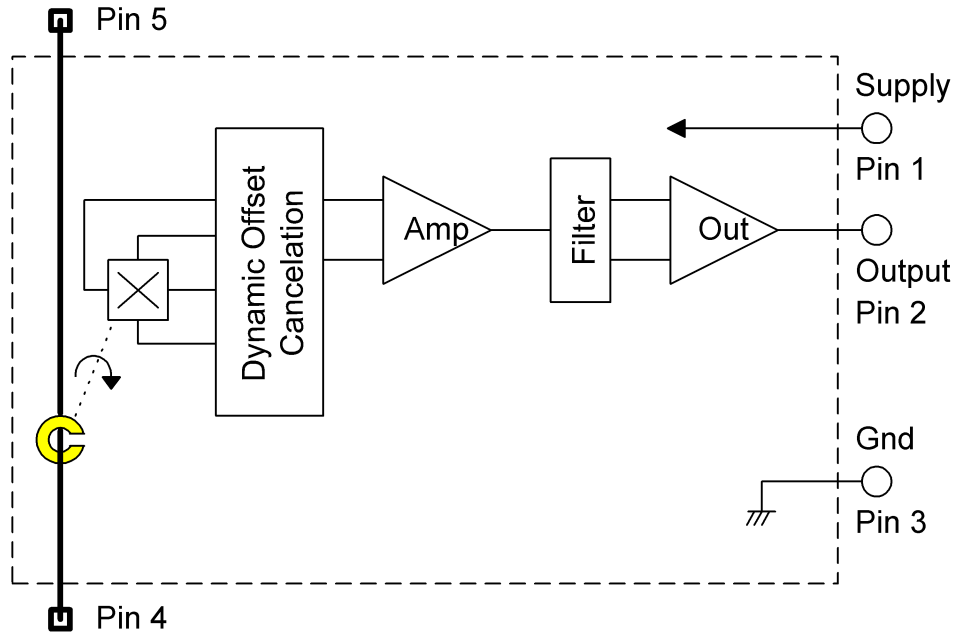 Pin 5
Supply
Pin 1
Dynamic Offset
Cancelation
Amp
Filter
Out
Output
Pin 2
Gnd
Pin 3
Pin 4